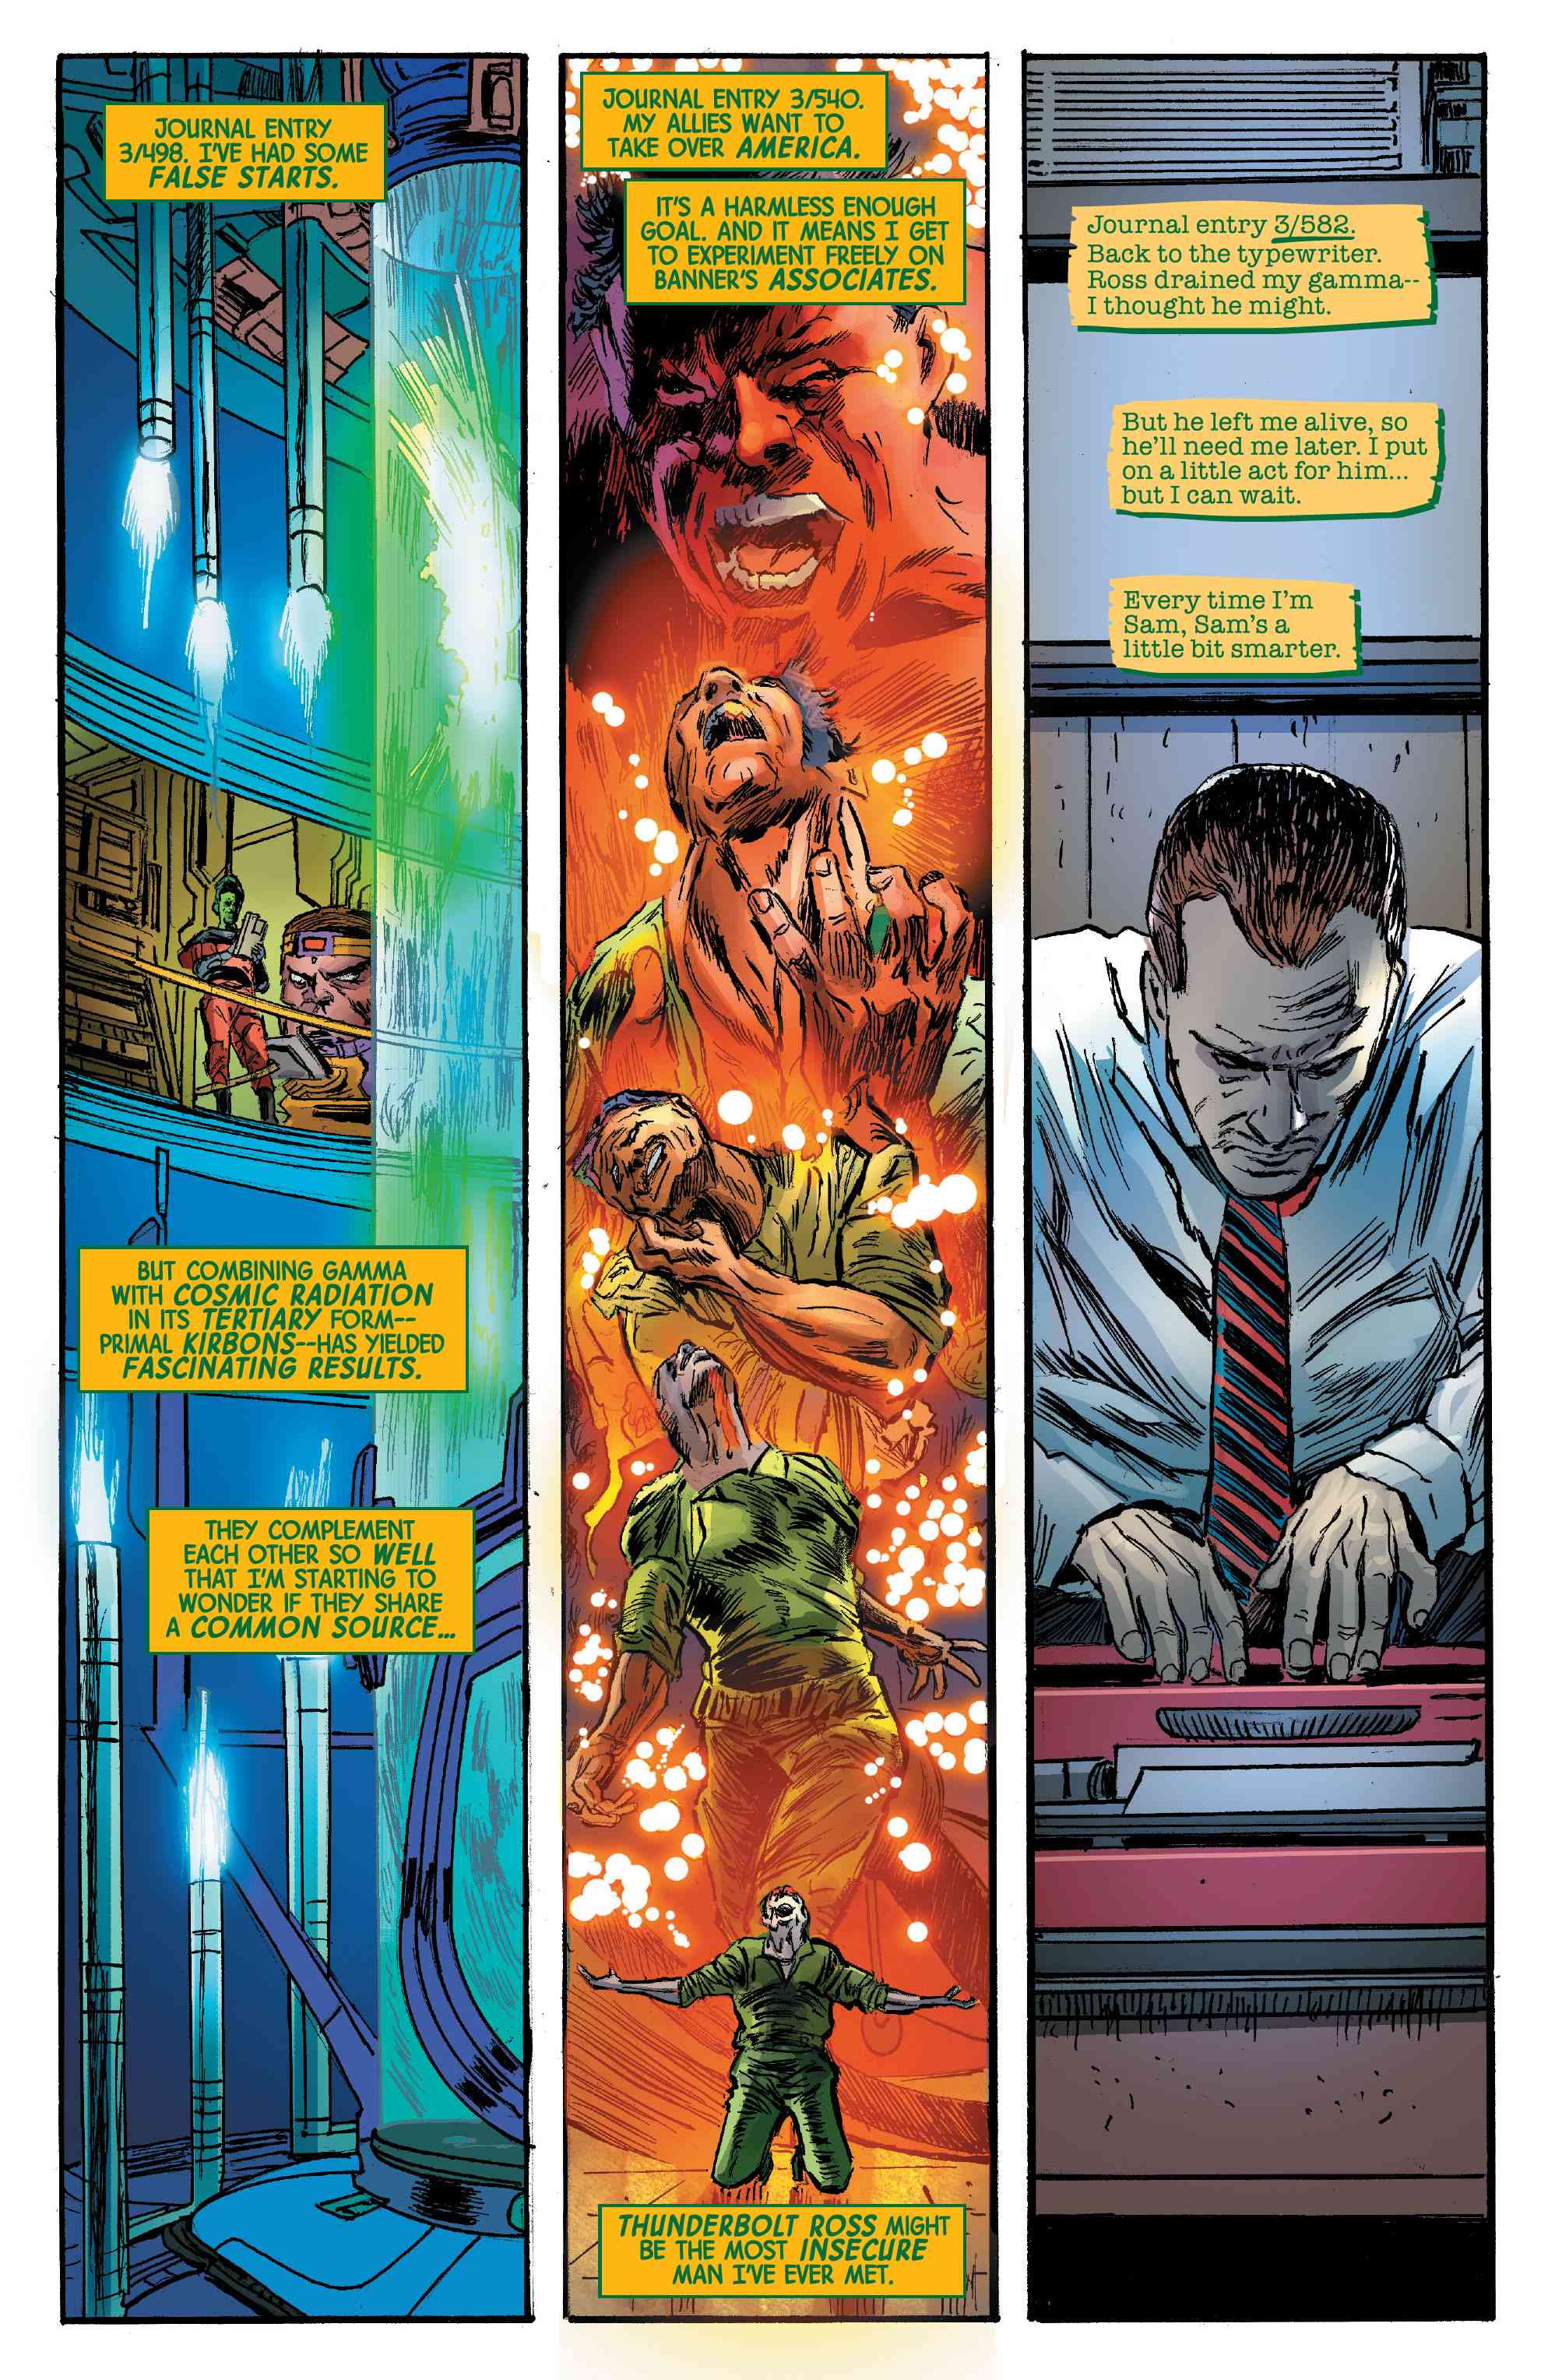 JOURNAL ENTRY
3/498. I'VE HAD SOME
FALSE STARTS.
BUT COMBINING GAMMA
WITH COSMIC RADIATION
IN ITS TERTIARY FORM--
PRIMAL KIRBONS--HAS YIELDED
FASCINATING RESULTS.
THEY COMPLEMENT
EACH OTHER SO WELL
THAT I'M STARTING TO
WONDER IF THEY SHARE
A COMMON SOURCE...
JOURNAL ENTRY 3/540.
MY ALLIES WANT TO
TAKE OVER AMERICA.
IT'S A HARMLESS ENOUGH
GOAL. AND IT MEANS I GET
TO EXPERIMENT FREELY ON
BANNER'S ASSOCIATES.
THUNDERBOLT ROSS MIGHT
BE THE MOST INSECURE
MAN I'VE EVER MET.
Journal entry 3/582.
Back to the typewriter.
Ross drained my gamma--
I thought he might.
But he left me alive, so
he'll need me later. I put
on a little act for him...
but I can wait.
Every time I'm
Sam, Sam's a
little bit smarter.